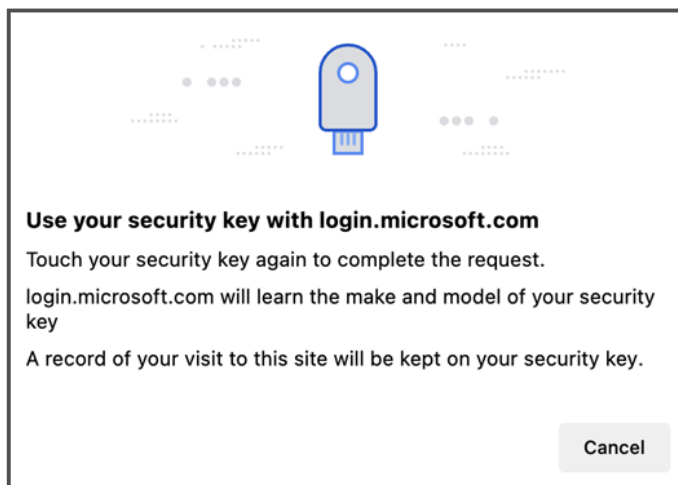 Use your security key with login.microsoft.com
Touch your security key again to complete the request.
login.microsoft.com will learn the make and model of your security
key
A record of your visit to this site will be kept on your security key.
Cancel